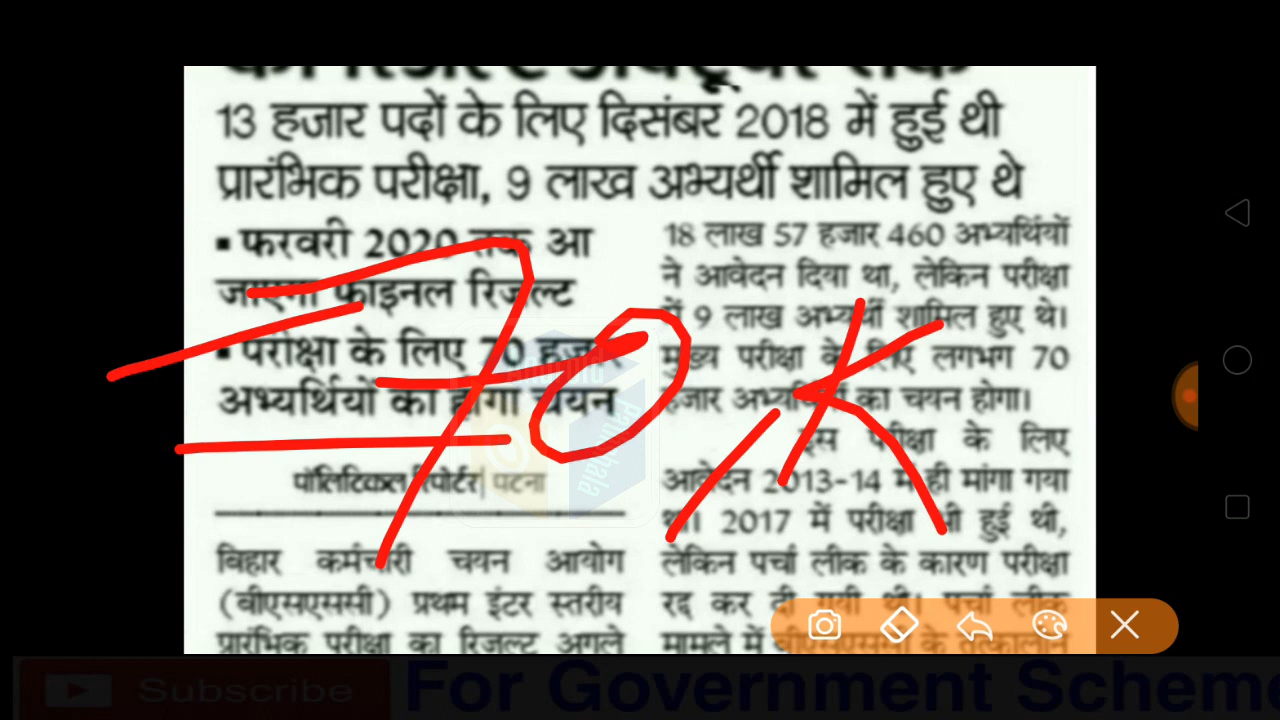 13 हजार पदों के लिए दिसंबर 2018 में हुई थी
प्रारंभिक परीक्षा, 9 लाख अभ्यर्थी शामिल हुए थे
▪ फरवरी 2020 तक आ
जाएगा फाइनल रिजल्ट
▪ परीक्षा के लिए 70 हजार
अभ्यर्थियों का होगा चयन
पॉलिटिकल रिपोर्टर| पटना
बिहार कर्मचारी चयन आयोग
(बीएसएससी) प्रथम इंटर स्तरीय
प्रारंभिक परीक्षा का रिजल्ट अगले
18 लाख 57 हजार 460 अभ्यर्थियों
ने आवेदन दिया था, लेकिन परीक्षा
में 9 लाख अभ्यर्थी शामिल हुए थे।
मुख्य परीक्षा के लिए लगभग 70
हजार अभ्यर्थियों का चयन होगा।
इस परीक्षा के लिए
आवेदन 2013-14 में ही मांगा गया
था। 2017 में परीक्षा भी हुई थी,
लेकिन पर्चा लीक के कारण परीक्षा
रद्द कर दी गयी थी। पर्चा लीक
मामले में बीएसएससी के तत्कालीन
70 K
Subscribe
For Government Scheme